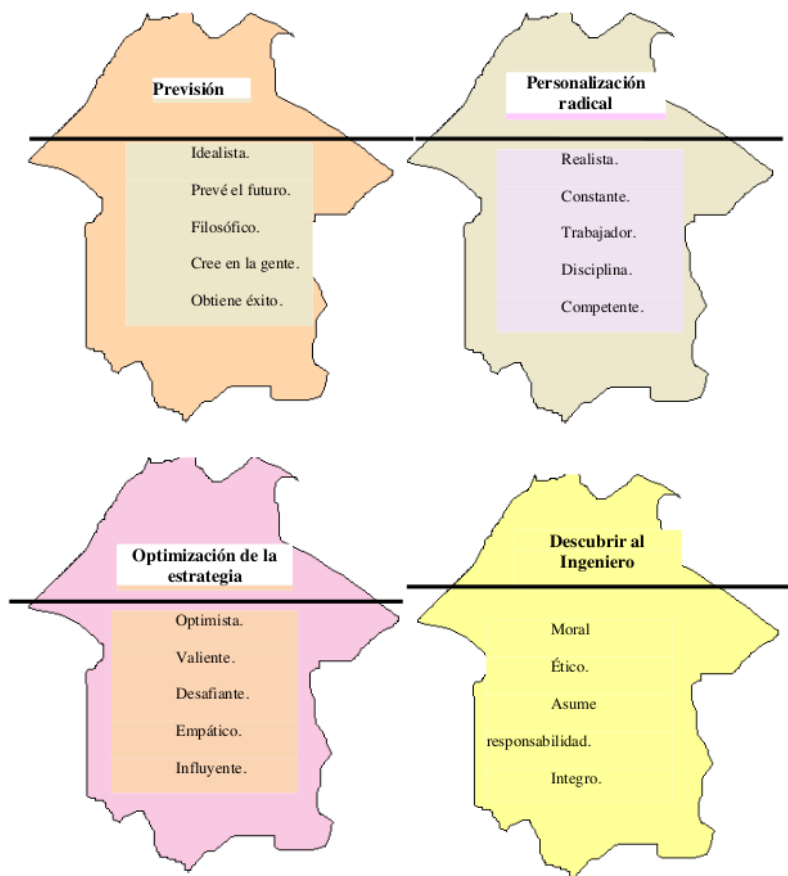 Previsión
Idealista.
Prevé el futuro.
Filosófico.
Cree en la gente.
Obtiene éxito.
Personalización
radical
Realista.
Constante.
Trabajador.
Disciplina.
Competente.
Optimización de la
estrategia
Optimista.
Valiente.
Desafiante.
Empático.
Influyente.
Descubrir al
Ingeniero
Moral
Ético.
Asume
responsabilidad.
Integro.